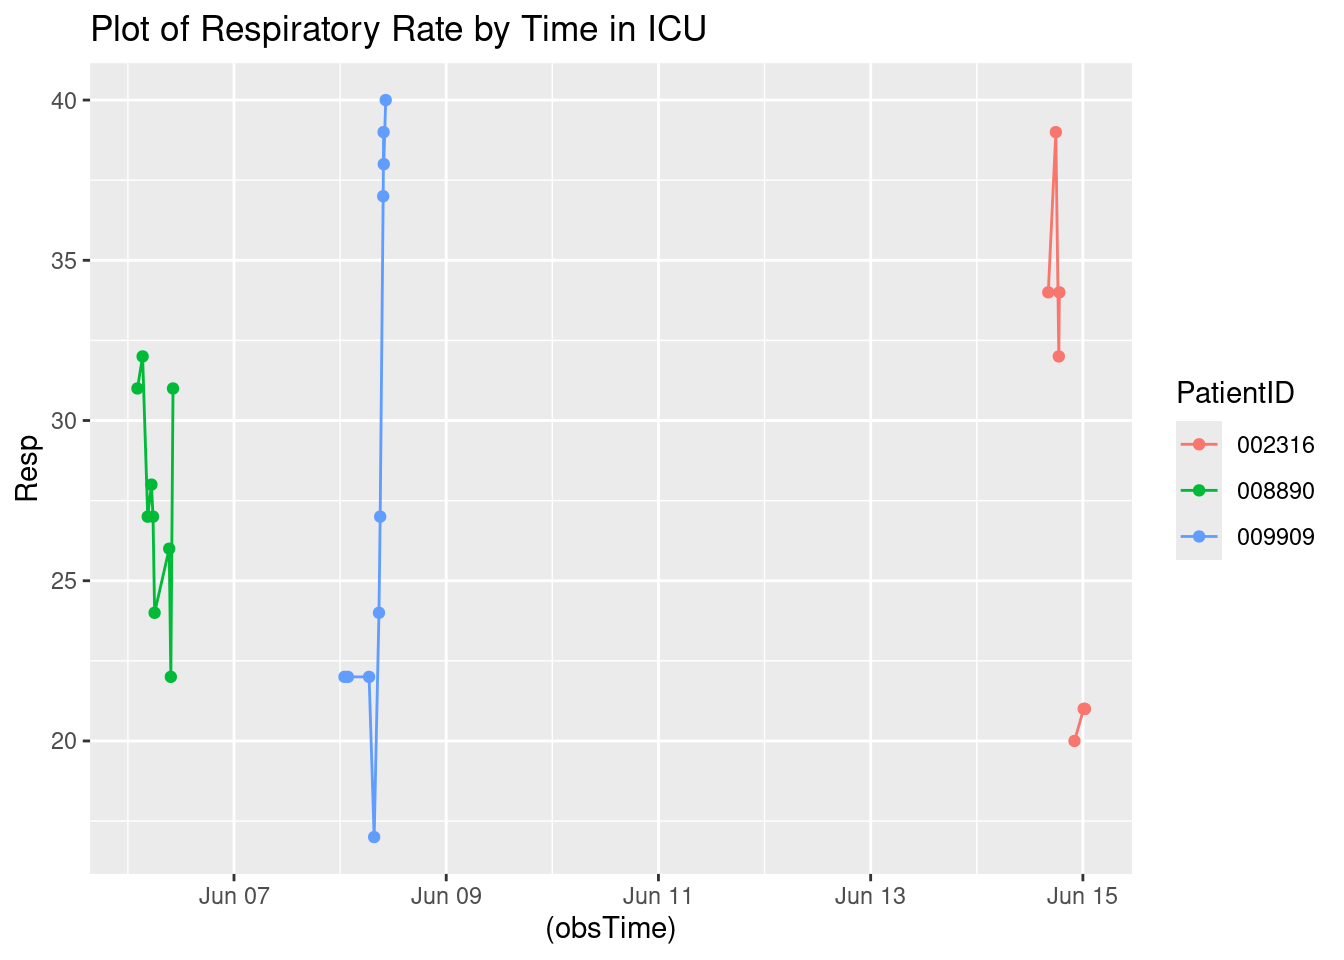 Plot of Respiratory Rate by Time in ICU
40
35
30
25
20
Resp
Jun 07
Jun 09
Jun 11
Jun 13
Jun 15
(obsTime)
PatientID
002316
008890
009909